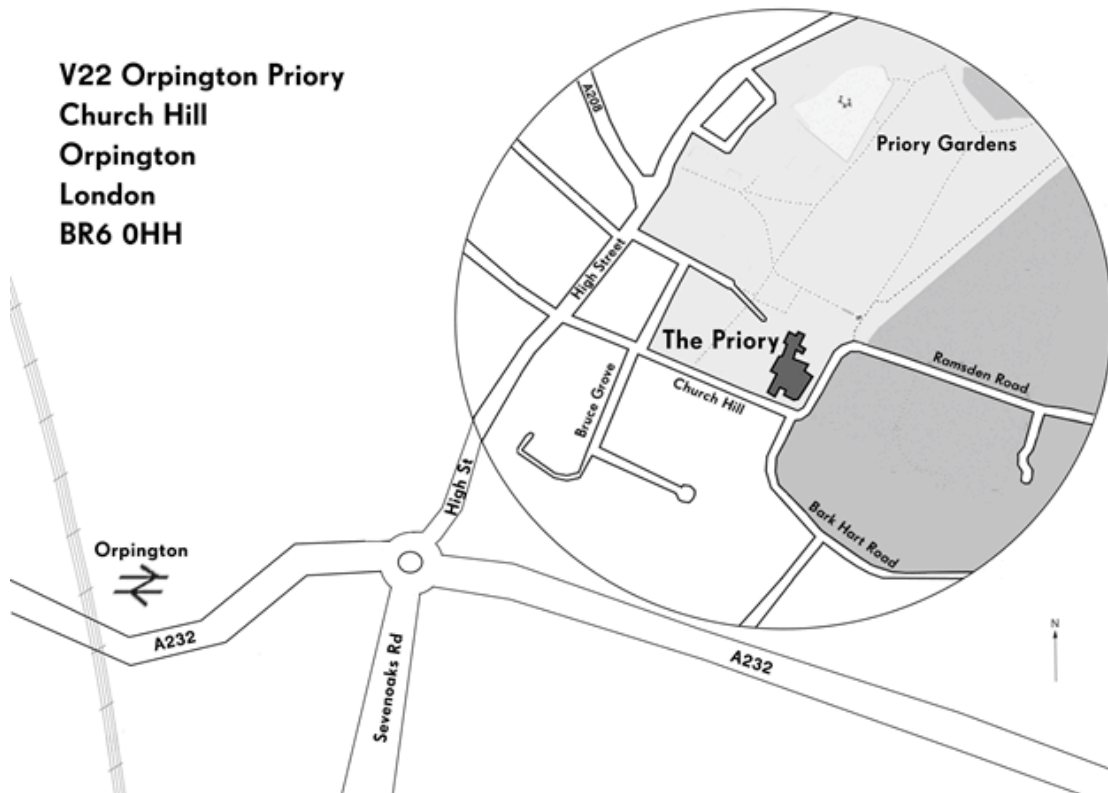 V22 Orpington Priory
Church Hill
Orpington
London
BR6 0HH
A208
Priory Gardens
High Street
The Priory
Ramsden Road
Church Hill
Bruce Grove
High St
Bark Hart Road
Orpington
A232
Sevenoaks Rd
A232
N